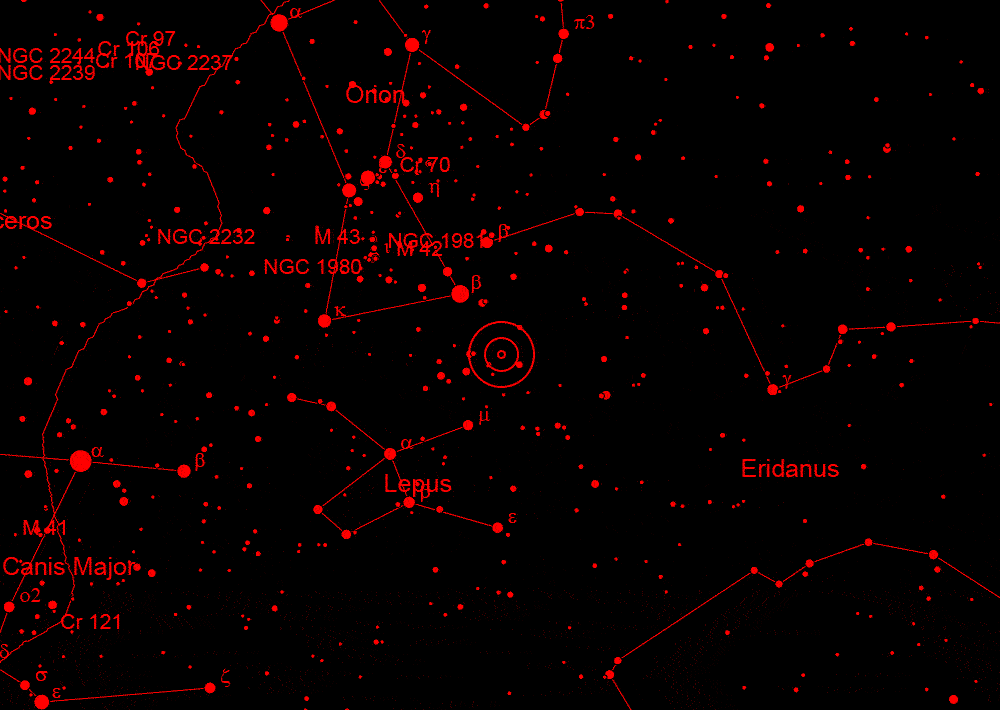 α
π3
γ
Cr 97
NGC 2244
Cr 106
NGC 2237
NGC 2239
Orion
δ
Cr 70
η
ceros
β
NGC 2232
M 43
NGC 1981
ι
M 42
NGC 1980
β
κ
γ
μ
α
α
β
Eridanus
Lepus
β
ε
M 41
Canis Major
ο2
Cr 121
δ
σ
ζ
ε